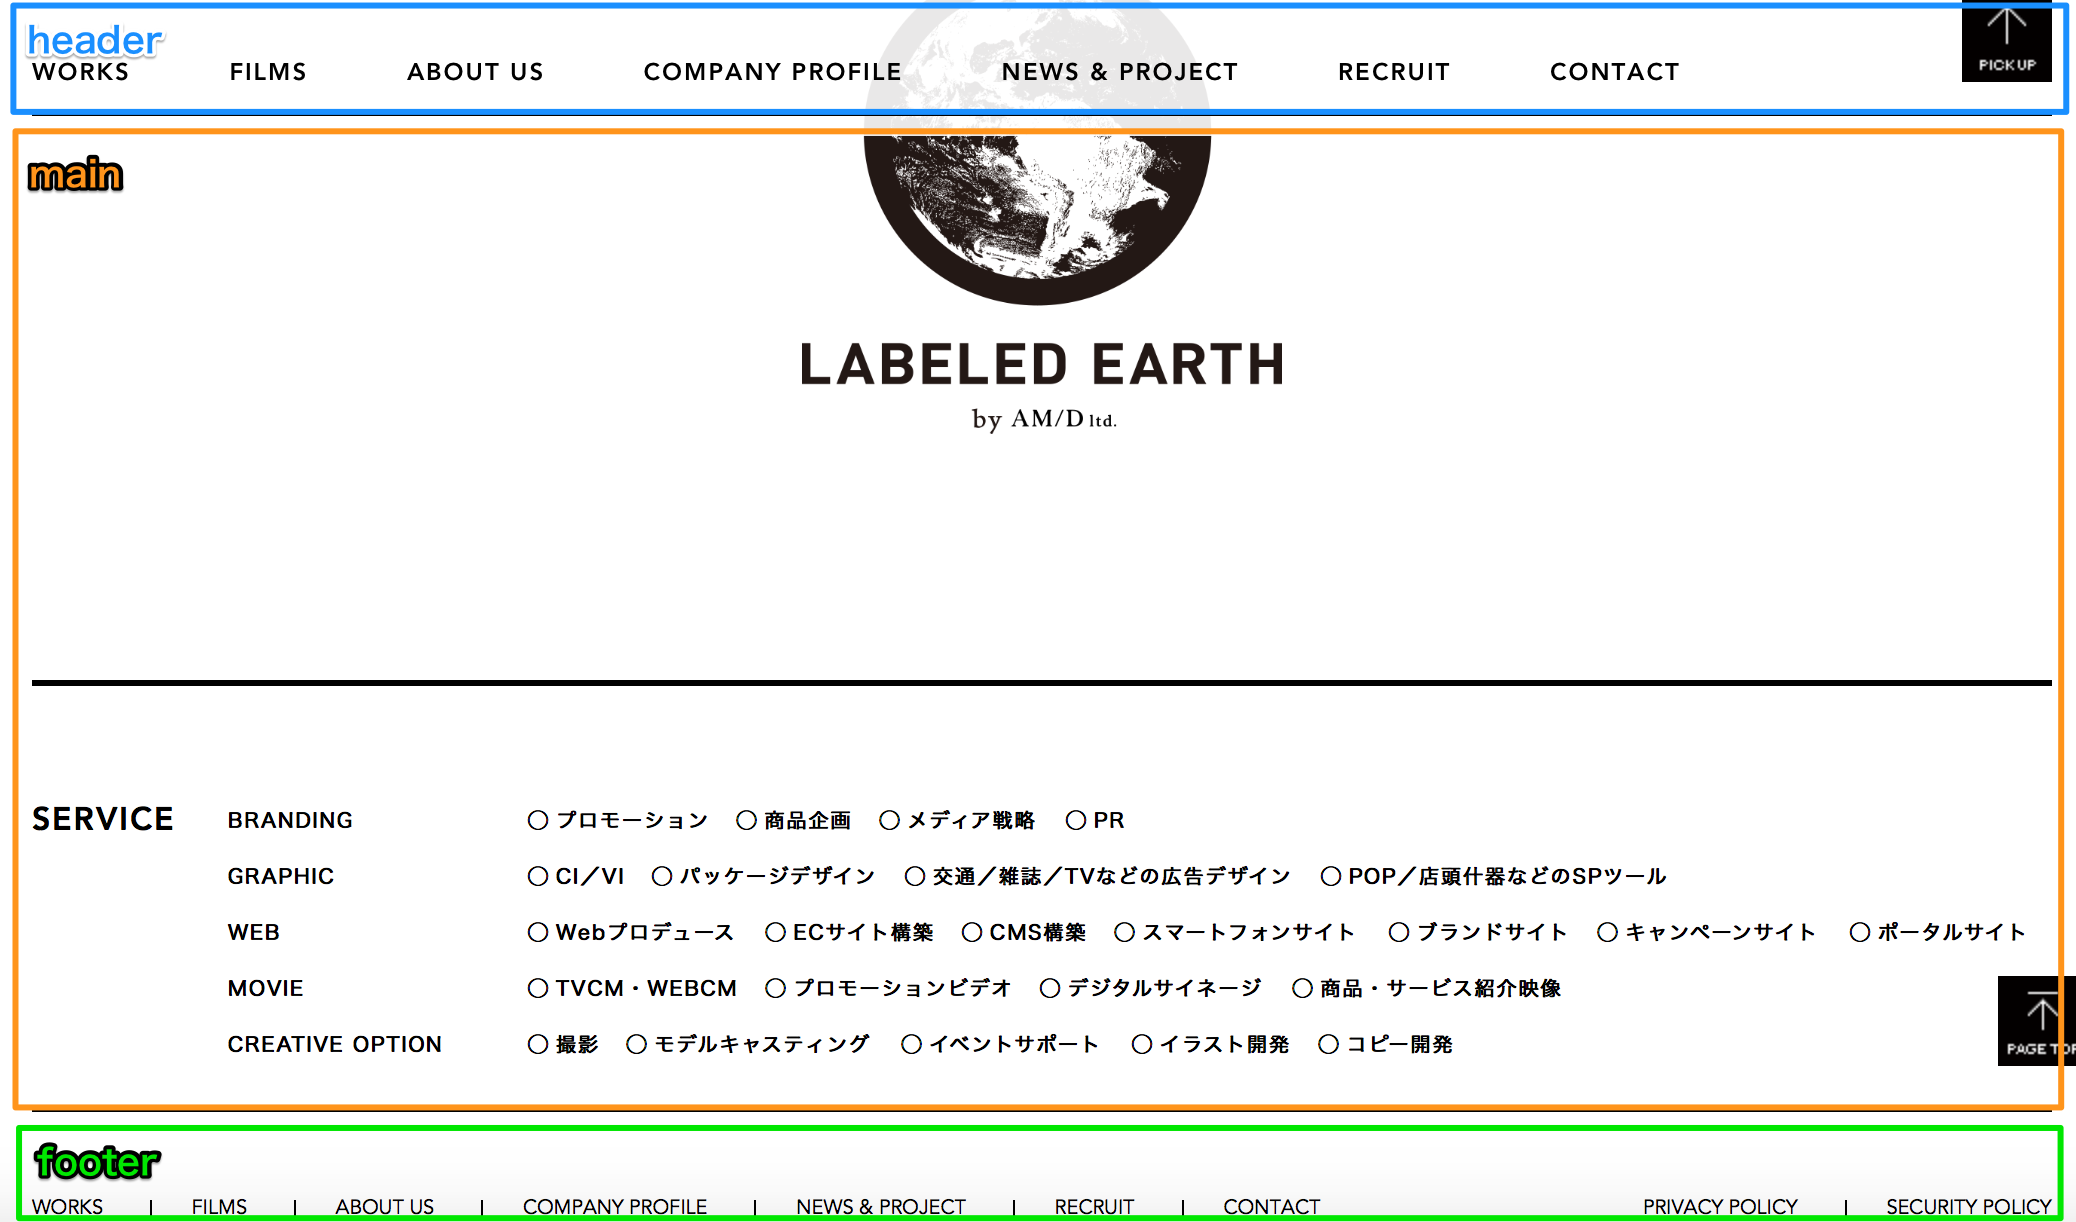 header
WORKS FILMS ABOUT US COMPANY PROFILE NEWS & PROJECT RECRUIT CONTACT
PICK UP
main
LABELED EARTH
by AM/D ltd.
SERVICE BRANDING ○ プロモーション ○ 商品企画 ○ メディア戦略 ○ PR
GRAPHIC ○ CI／VI ○ パッケージデザイン ○ 交通／雑誌／TVなどの広告デザイン ○ POP／店頭什器などのSPツール
WEB ○ Webプロデュース ○ ECサイト構築 ○ CMS構築 ○ スマートフォンサイト ○ ブランドサイト ○ キャンペーンサイト ○ ポータルサイト
MOVIE ○ TVCM・WEBCM ○ プロモーションビデオ ○ デジタルサイネージ ○ 商品・サービス紹介映像
CREATIVE OPTION ○ 撮影 ○ モデルキャスティング ○ イベントサポート ○ イラスト開発 ○ コピー開発
PAGE TOP
footer
WORKS | FILMS | ABOUT US | COMPANY PROFILE | NEWS & PROJECT | RECRUIT | CONTACT PRIVACY POLICY | SECURITY POLICY